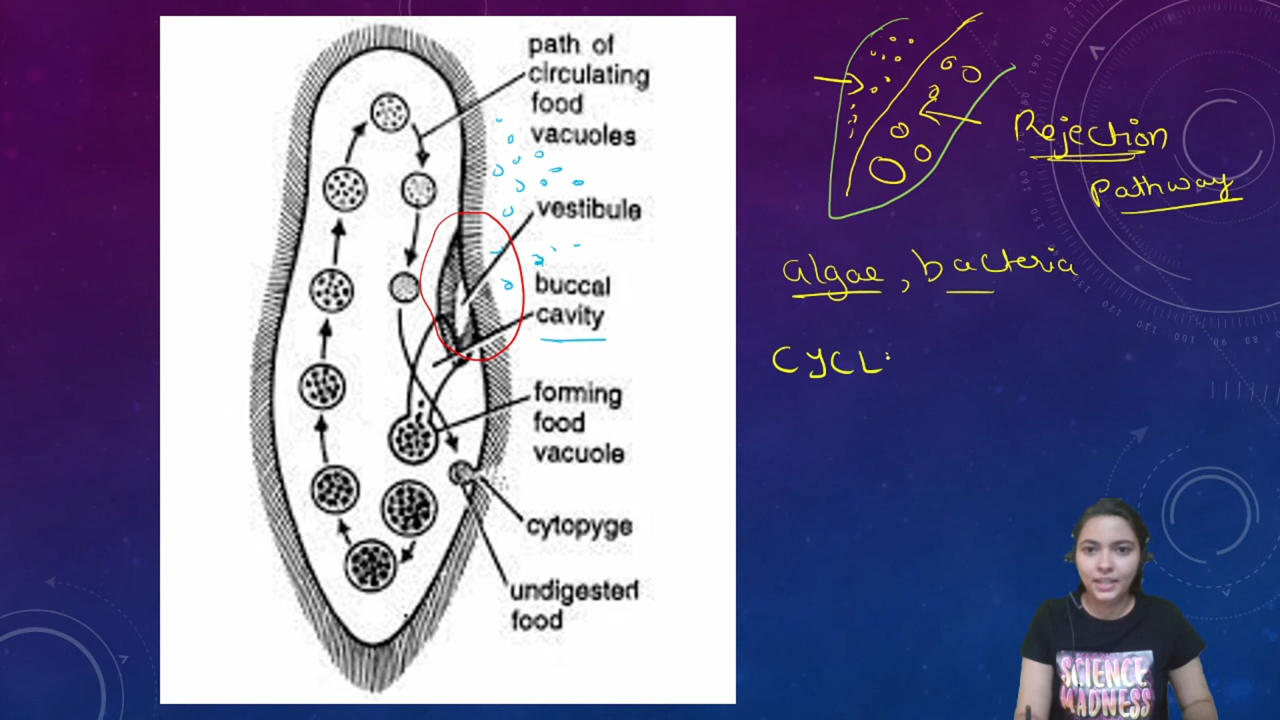 path of
circulating
food
vacuoles
vestibule
buccal
cavity
forming
food
vacuole
cytopyge
undigested
food
Rejection
Pathway
algae, bacteria
CYCL
SCIENCE
MADNESS